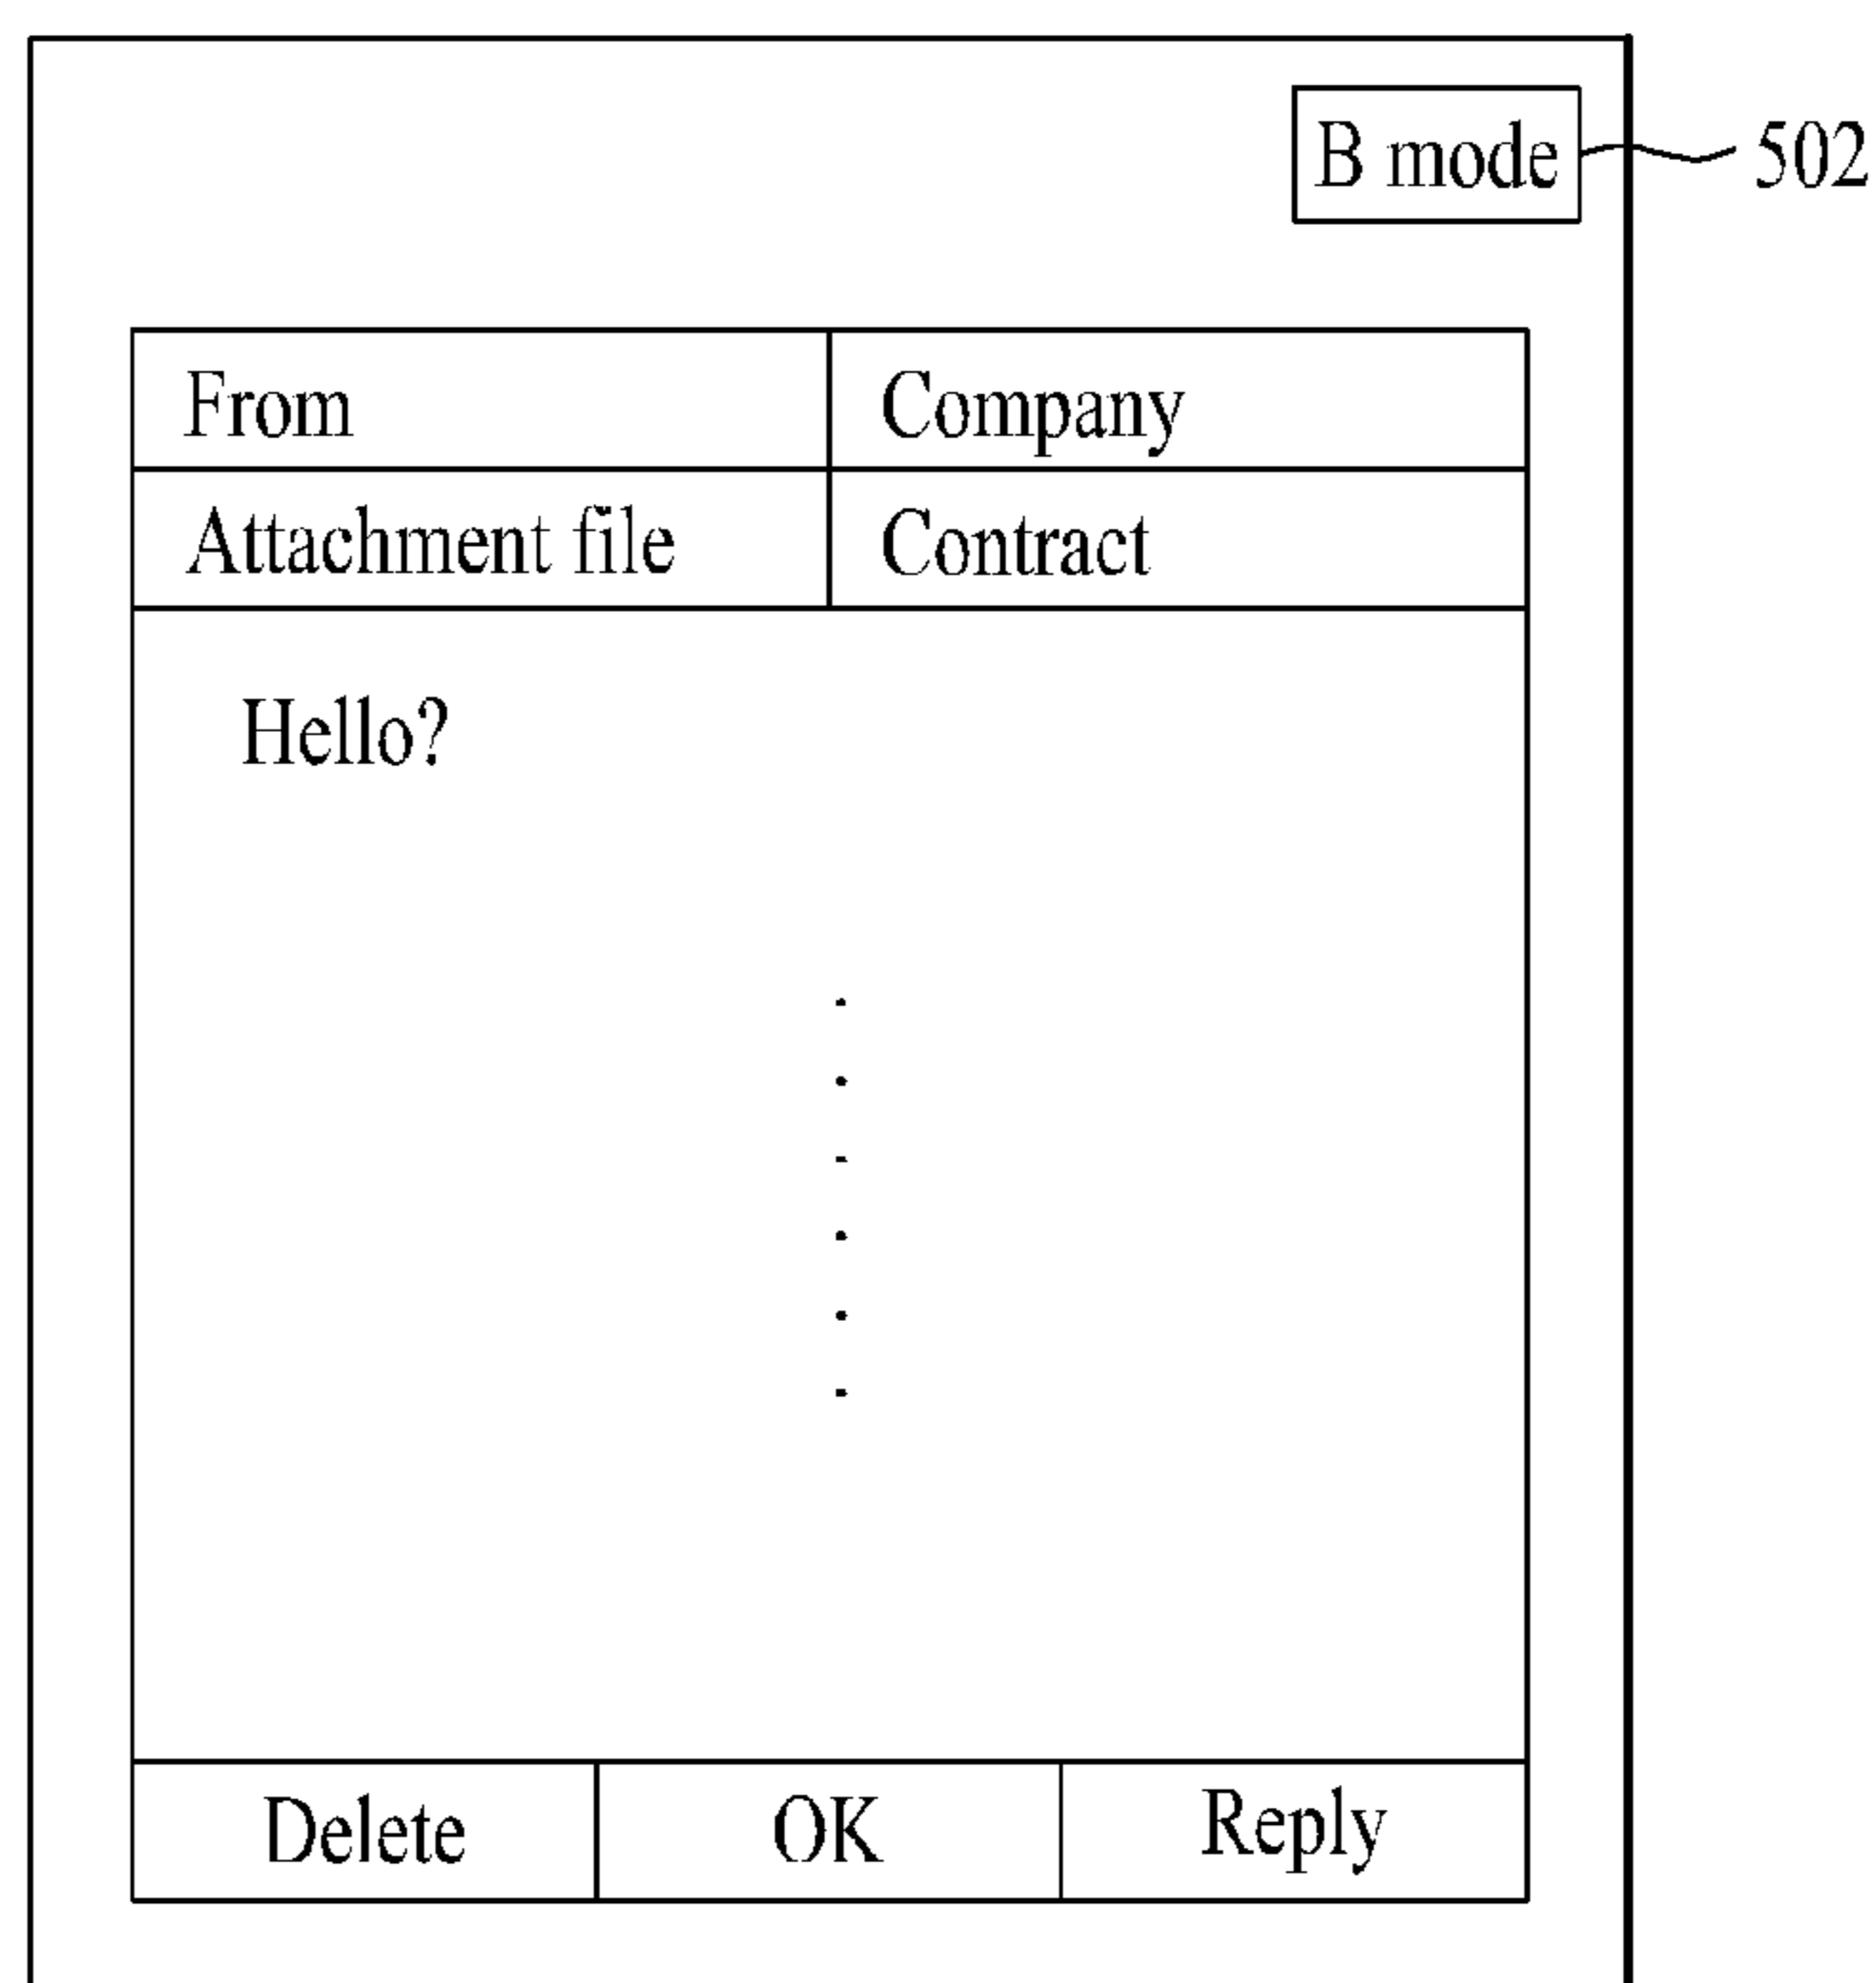 B mode 502
From Company
Attachment file Contract
Hello?
Delete OK Reply